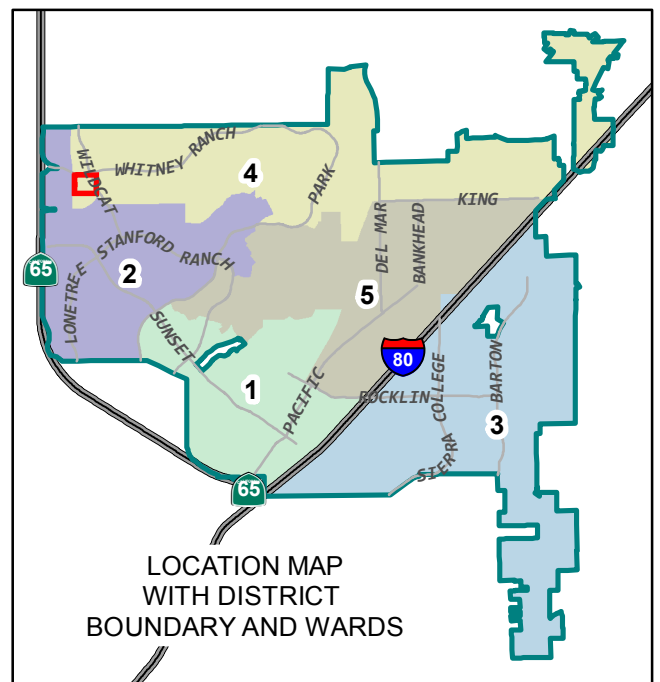 WILDCAT
WHITNEY RANCH
4
PARK
KING
DEL MAR
BANKHEAD
STANFORD RANCH
65
LONETREE
2
SUNSET
5
80
1
PACIFIC
ROCKLIN
COLLEGE
BARTON
3
SIERRA
65
LOCATION MAP
WITH DISTRICT
BOUNDARY AND WARDS